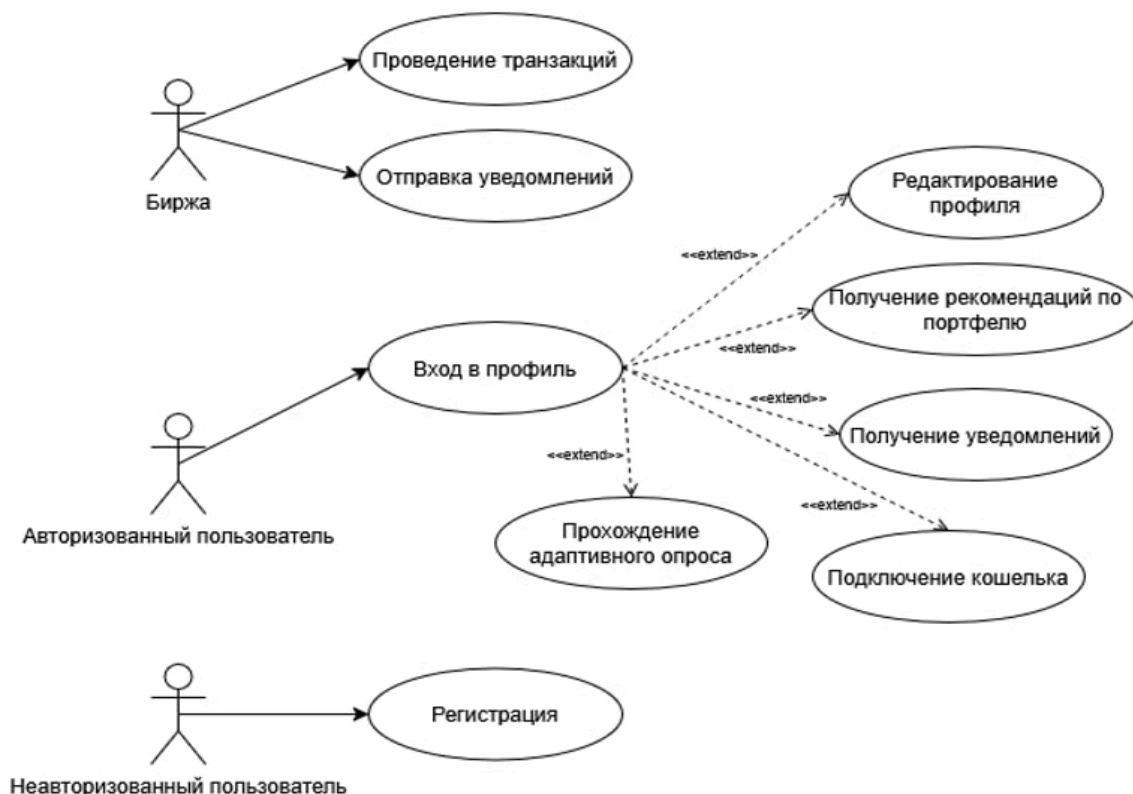 Проведение транзакций
Отправка уведомлений
Биржа
Редактирование
профиля
<<extend>>
Получение рекомендаций по
портфелю
<<extend>>
Вход в профиль
<<extend>>
Получение уведомлений
<<extend>>
<<extend>>
Авторизованный пользователь
Прохождение
адаптивного опроса
Подключение кошелька
Регистрация
Неавторизованный пользователь